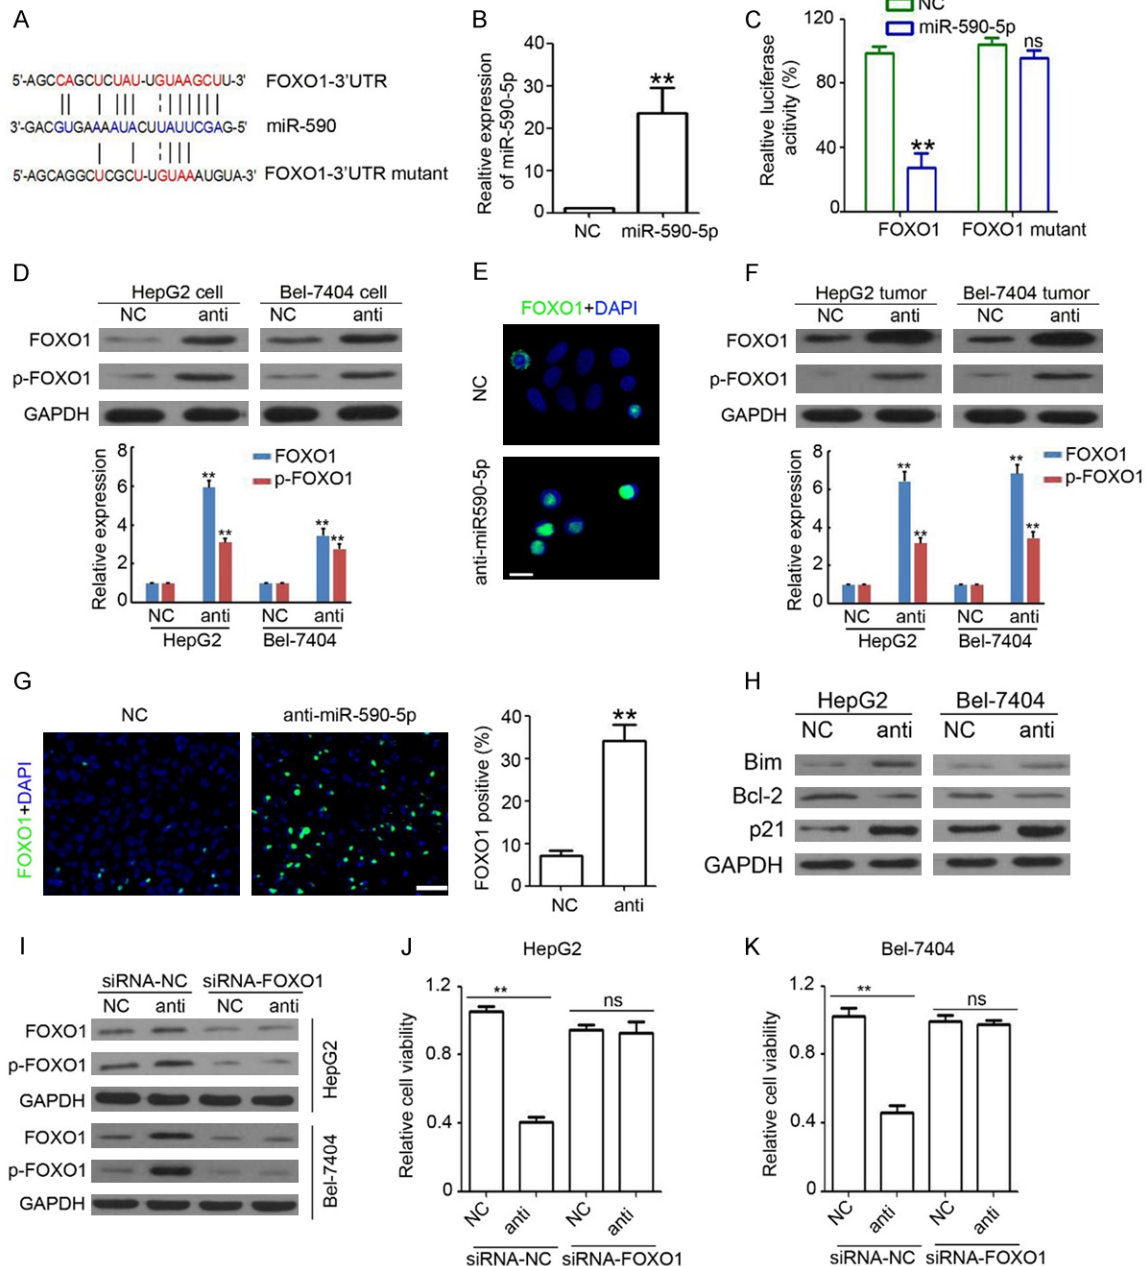 A
5'-AGCCAGCUCUAU-UGUAAGCUU-3' FOXO1-3'UTR
3'-GACGUGAAAAUACUUAUUCGAG-5' miR-590
5'-AGCAGGCUCGCU-UGUAAAUGUA-3' FOXO1-3'UTR mutant
B
Realtive expression
of miR-590-5p
40
30
20
10
0
**
NC miR-590-5p
C
NC
miR-590-5p
Realtive luciferase
acitivity (%)
120
80
40
0
**
ns
FOXO1 FOXO1 mutant
D
HepG2 cell Bel-7404 cell
NC anti NC anti
FOXO1
p-FOXO1
GAPDH
Relative expression
8
6
4
2
0
FOXO1
p-FOXO1
** ** ** **
NC anti NC anti
HepG2 Bel-7404
E
FOXO1+DAPI
NC
anti-miR590-5p
F
HepG2 tumor Bel-7404 tumor
NC anti NC anti
FOXO1
p-FOXO1
GAPDH
Relative expression
8
6
4
2
0
FOXO1
p-FOXO1
** ** ** **
NC anti NC anti
HepG2 Bel-7404
G
NC anti-miR-590-5p
FOXO1+DAPI
FOXO1 positive (%)
40
30
20
10
0
**
NC anti
H
HepG2 Bel-7404
NC anti NC anti
Bim
Bcl-2
p21
GAPDH
I
siRNA-NC siRNA-FOXO1
NC anti NC anti
FOXO1
p-FOXO1
GAPDH
HepG2
FOXO1
p-FOXO1
GAPDH
Bel-7404
J
HepG2
Relative cell viability
1.2
0.8
0.4
0
** ns
NC anti NC anti
siRNA-NC siRNA-FOXO1
K
Bel-7404
Relative cell viability
1.2
0.8
0.4
0
** ns
NC anti NC anti
siRNA-NC siRNA-FOXO1